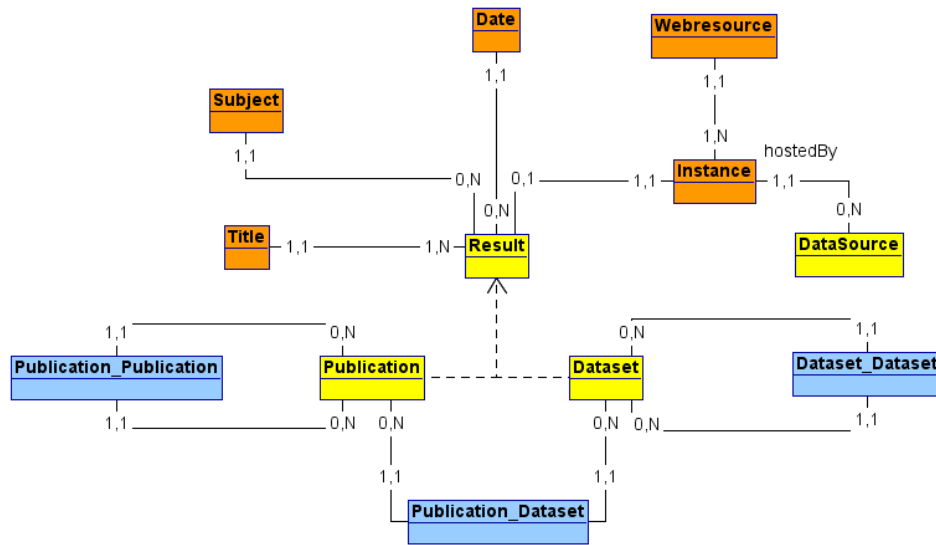 Date
Webresource
1,1
1,1
Subject
1,1
1,N
hostedBy
0,N
0,1
1,1
Instance
1,1
0,N
0,N
Title
1,1
1,N
Result
DataSource
1,1
0,N
0,N
1,1
Publication_Publication
Publication
Dataset
Dataset_Dataset
1,1
0,N
0,N
0,N
0,N
1,1
1,1
1,1
Publication_Dataset